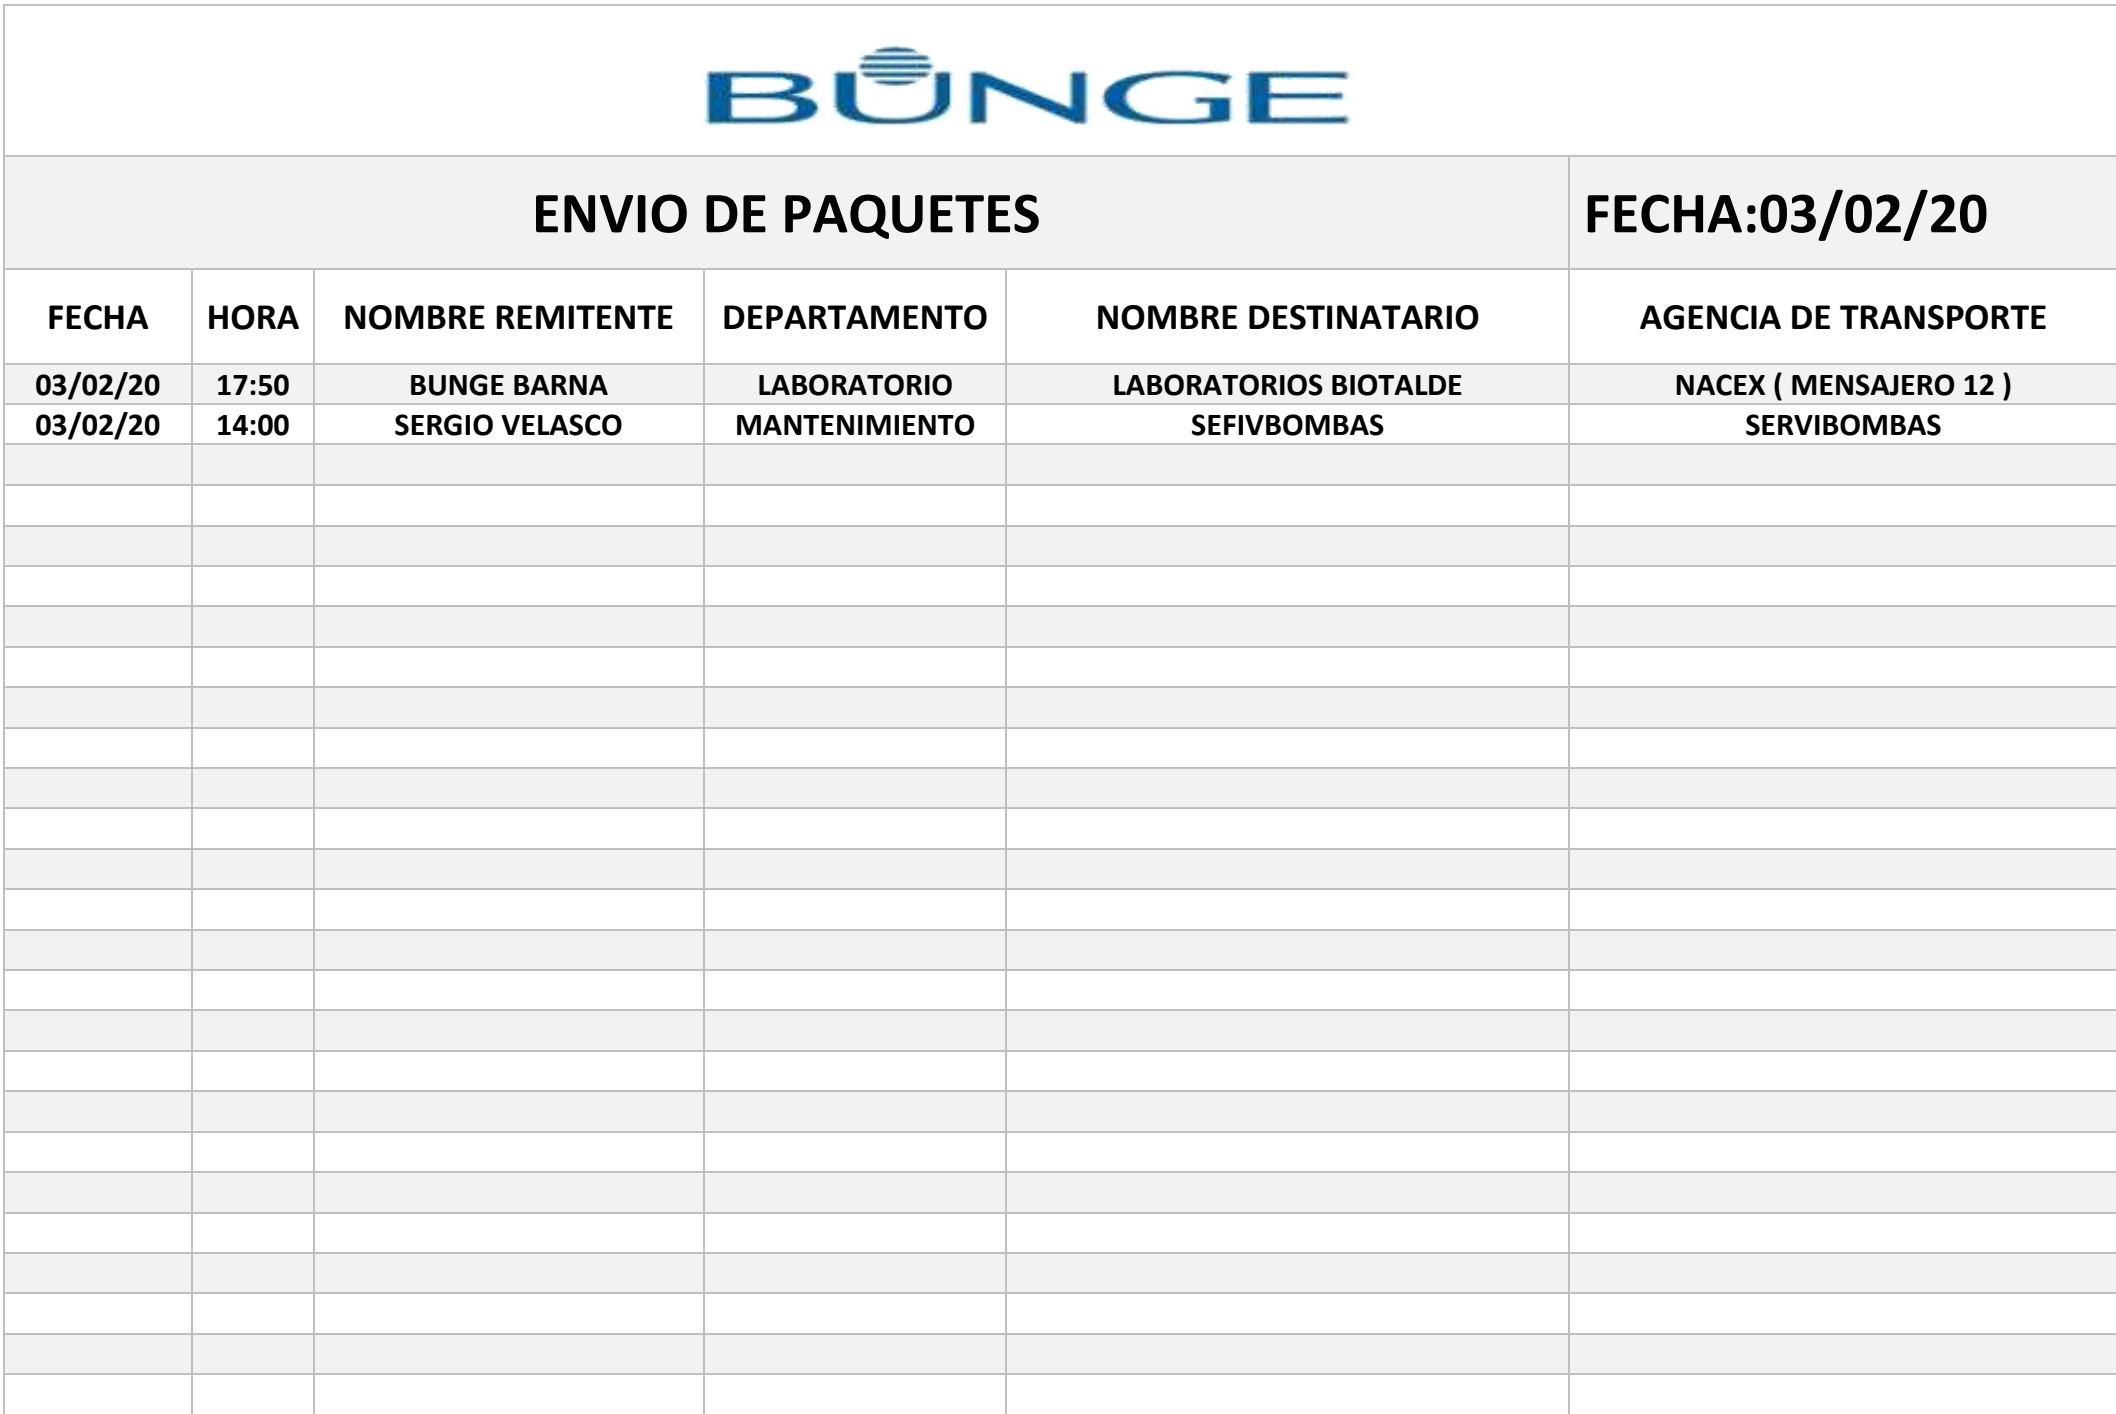 BUNGE
ENVIO DE PAQUETES FECHA:03/02/20
FECHA HORA NOMBRE REMITENTE DEPARTAMENTO NOMBRE DESTINATARIO AGENCIA DE TRANSPORTE
03/02/20 17:50 BUNGE BARNA LABORATORIO LABORATORIOS BIOTALDE NACEX ( MENSAJERO 12 )
03/02/20 14:00 SERGIO VELASCO MANTENIMIENTO SEFIVBOMBAS SERVIBOMBAS